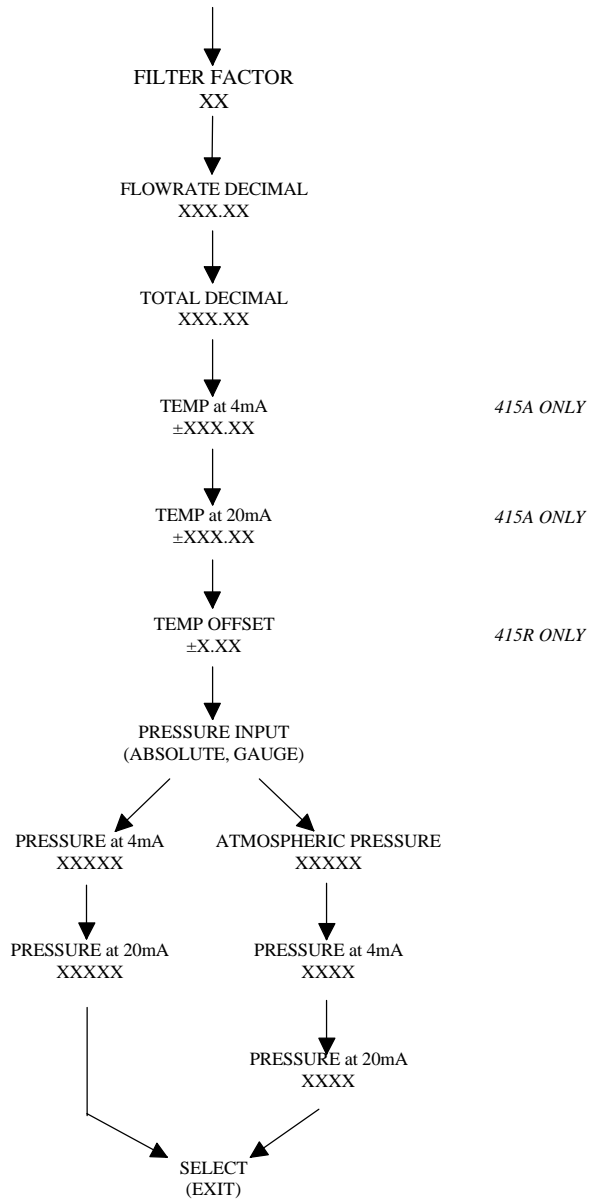 FILTER FACTOR
XX
FLOWRATE DECIMAL
XXX.XX
TOTAL DECIMAL
XXX.XX
TEMP at 4mA
±XXX.XX
415A ONLY
TEMP at 20mA
±XXX.XX
415A ONLY
TEMP OFFSET
±X.XX
415R ONLY
PRESSURE INPUT
(ABSOLUTE, GAUGE)
PRESSURE at 4mA
XXXXX
ATMOSPHERIC PRESSURE
XXXXX
PRESSURE at 20mA
XXXXX
PRESSURE at 4mA
XXXX
PRESSURE at 20mA
XXXX
SELECT
(EXIT)